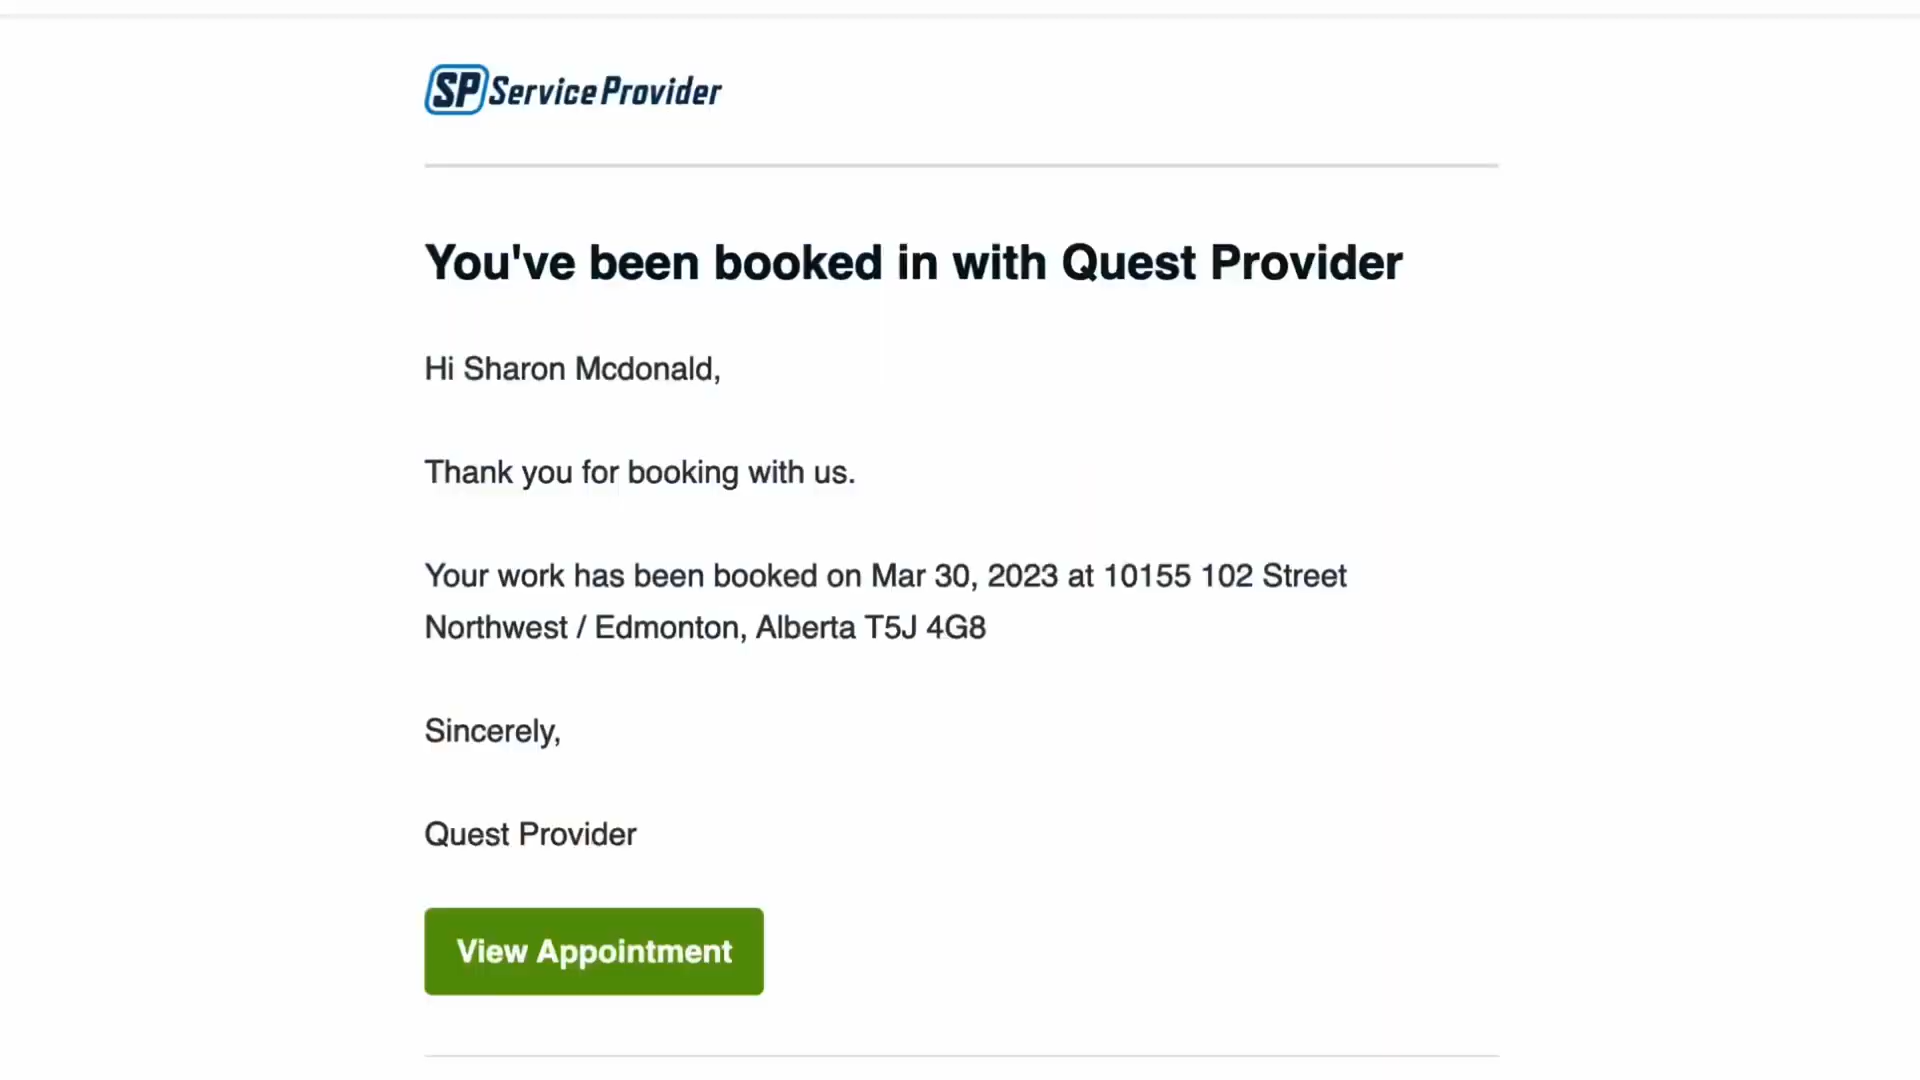 SP Service Provider
You've been booked in with Quest Provider
Hi Sharon Mcdonald,
Thank you for booking with us.
Your work has been booked on Mar 30, 2023 at 10155 102 Street
Northwest / Edmonton, Alberta T5J 4G8
Sincerely,
Quest Provider
View Appointment